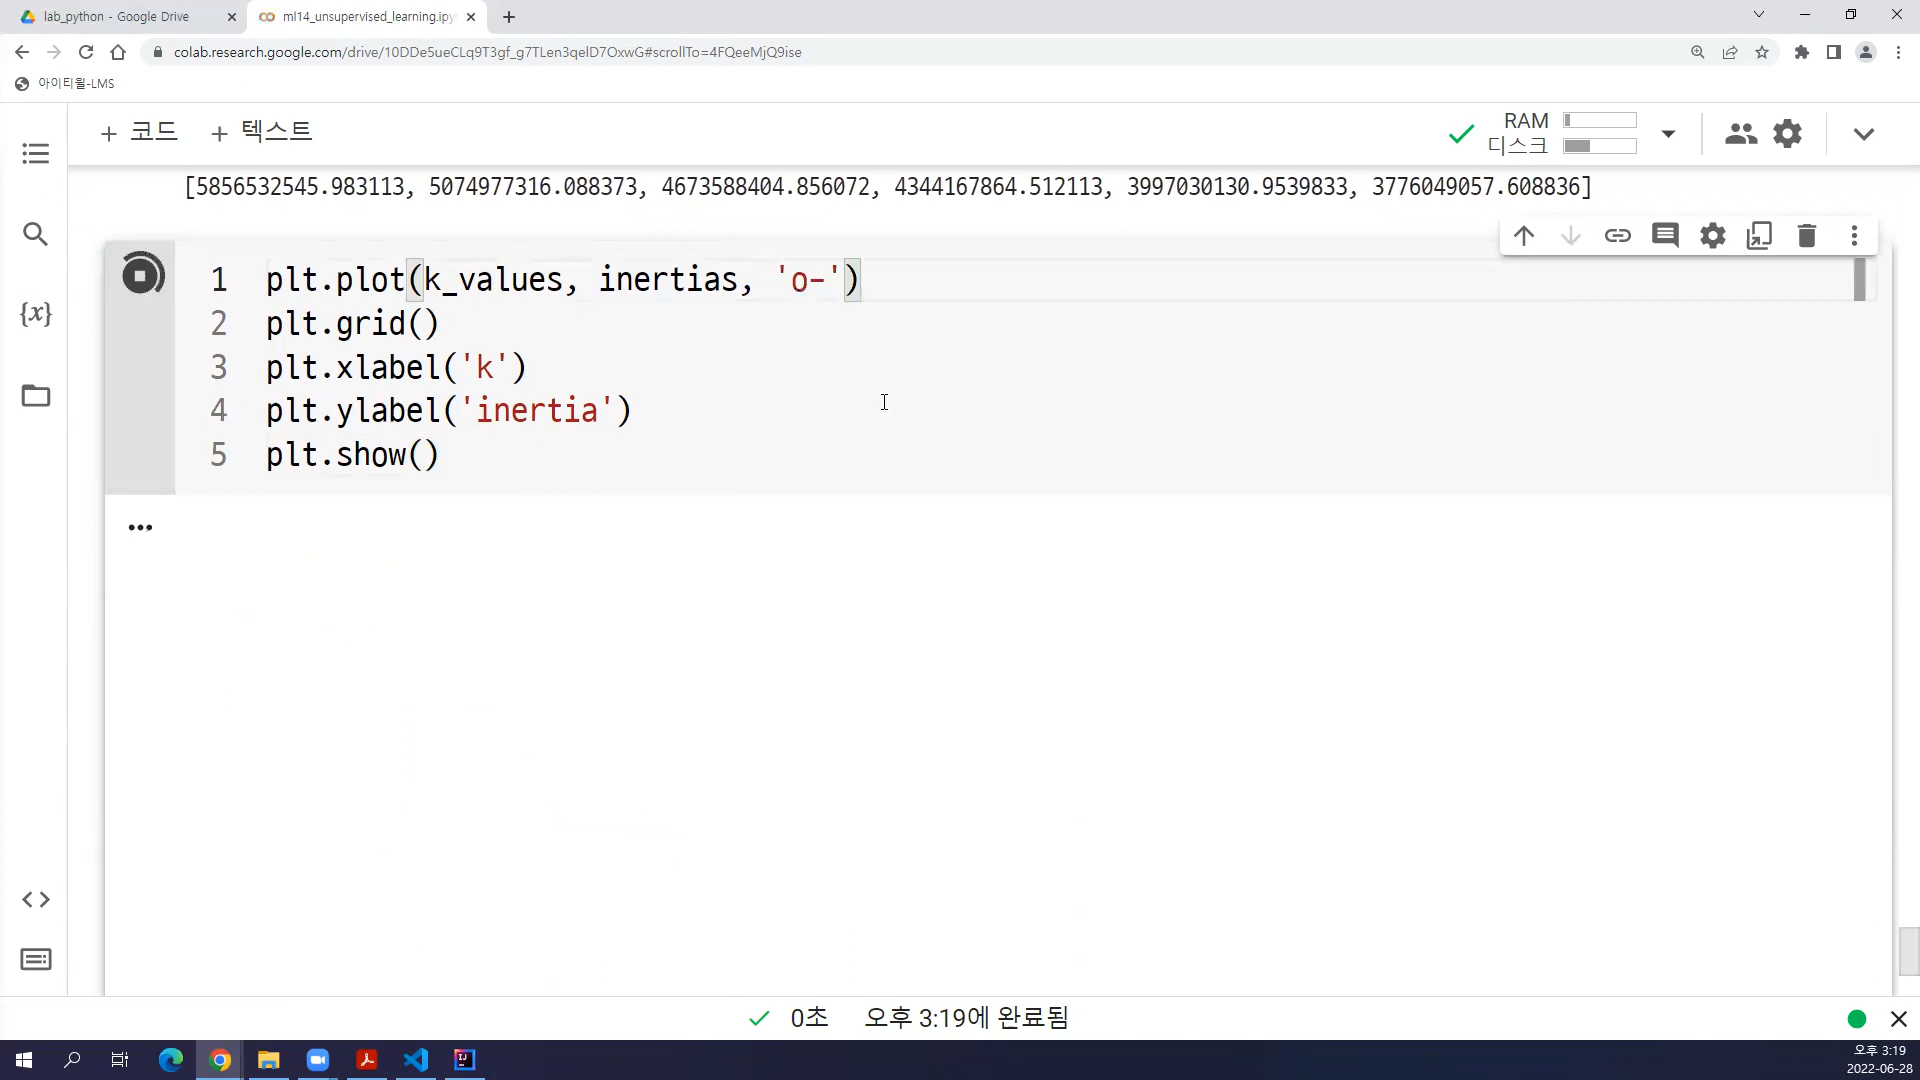 lab_python - Google Drive
ml14_unsupervised_learning.ipy
colab.research.google.com/drive/10DDe5ueCLq9T3gf_g7TLen3qelD7OxwG#scrollTo=4FQeeMjQ9ise
아이티윌-LMS
+ 코드 + 텍스트
RAM
디스크
[5856532545.983113, 5074977316.088373, 4673588404.856072, 4344167864.512113, 3997030130.9539833, 3776049057.608836]
1 plt.plot(k_values, inertias, 'o-')
2 plt.grid()
3 plt.xlabel('k')
4 plt.ylabel('inertia')
5 plt.show()
{x}
0초 오후 3:19에 완료됨
오후 3:19
2022-06-28